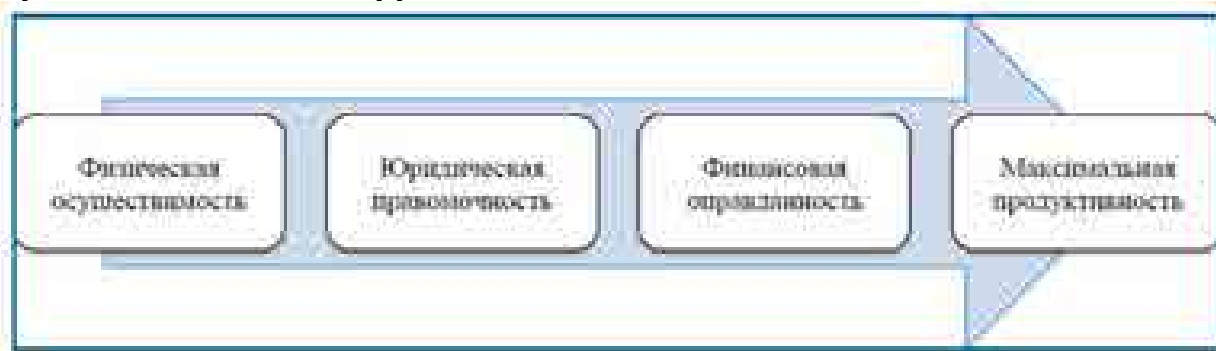 Физическая
осуществимость
Юридическая
правомочность
Финансовая
оправданность
Максимальная
продуктивность